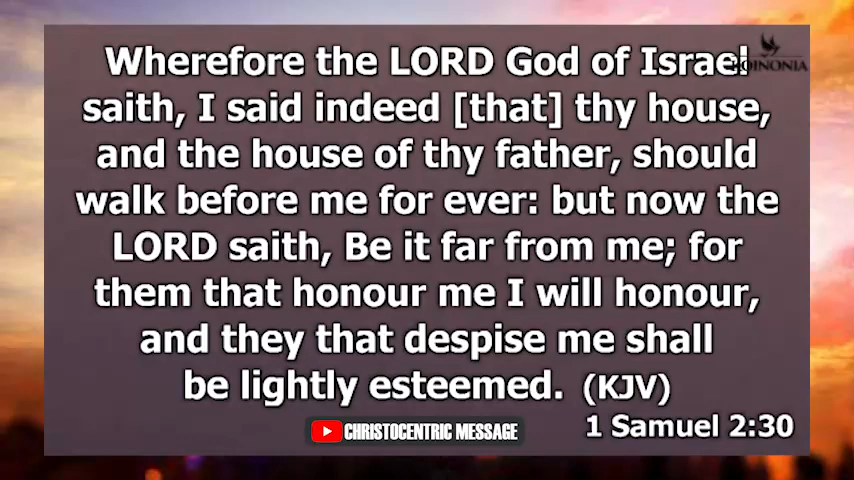 Wherefore the LORD God of Israel
KOINONIA
saith, I said indeed [that] thy house,
and the house of thy father, should
walk before me for ever: but now the
LORD saith, Be it far from me; for
them that honour me I will honour,
and they that despise me shall
be lightly esteemed. (KJV)
CHRISTOCENTRIC MESSAGE
1 Samuel 2:30